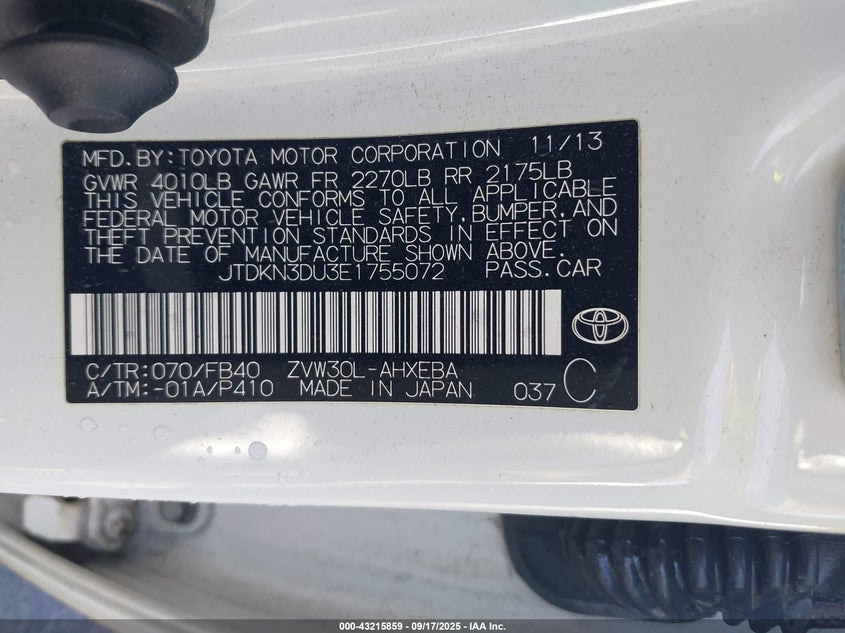 MFD.BY:TOYOTA MOTOR CORPORATION 11/13
GVWR 4010LB GAWR FR 2270LB RR 2175LB
THIS VEHICLE CONFORMS TO ALL APPLICABLE
FEDERAL MOTOR VEHICLE SAFETY,BUMPER,AND
THEFT PREVENTION STANDARDS IN EFFECT ON
THE DATE OF MANUFACTURE SHOWN ABOVE.
JTDKN3DU3E1755072 PASS.CAR
C/TR:070/FB40 ZVW30L-AHXEBA
A/TM:-01A/P410 MADE IN JAPAN 037 C
000-43215859 - 09/17/2025 - IAA Inc.